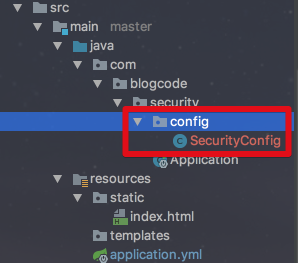 src
main master
java
com
blogcode
security
config
SecurityConfig
Application
resources
static
index.html
templates
application.yml